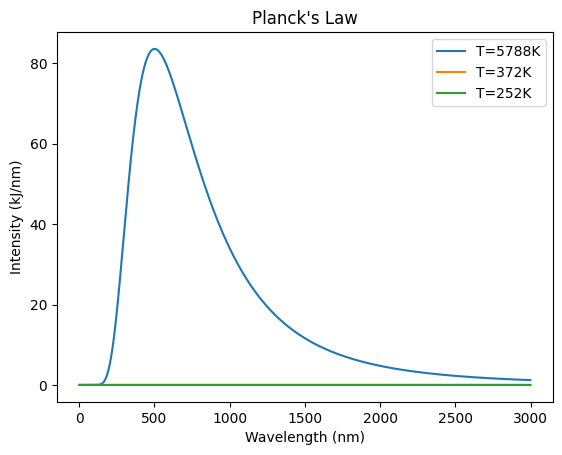 Planck's Law
T=5788K
T=372K
T=252K
80
60
40
20
0
Intensity (kJ/nm)
0 500 1000 1500 2000 2500 3000
Wavelength (nm)